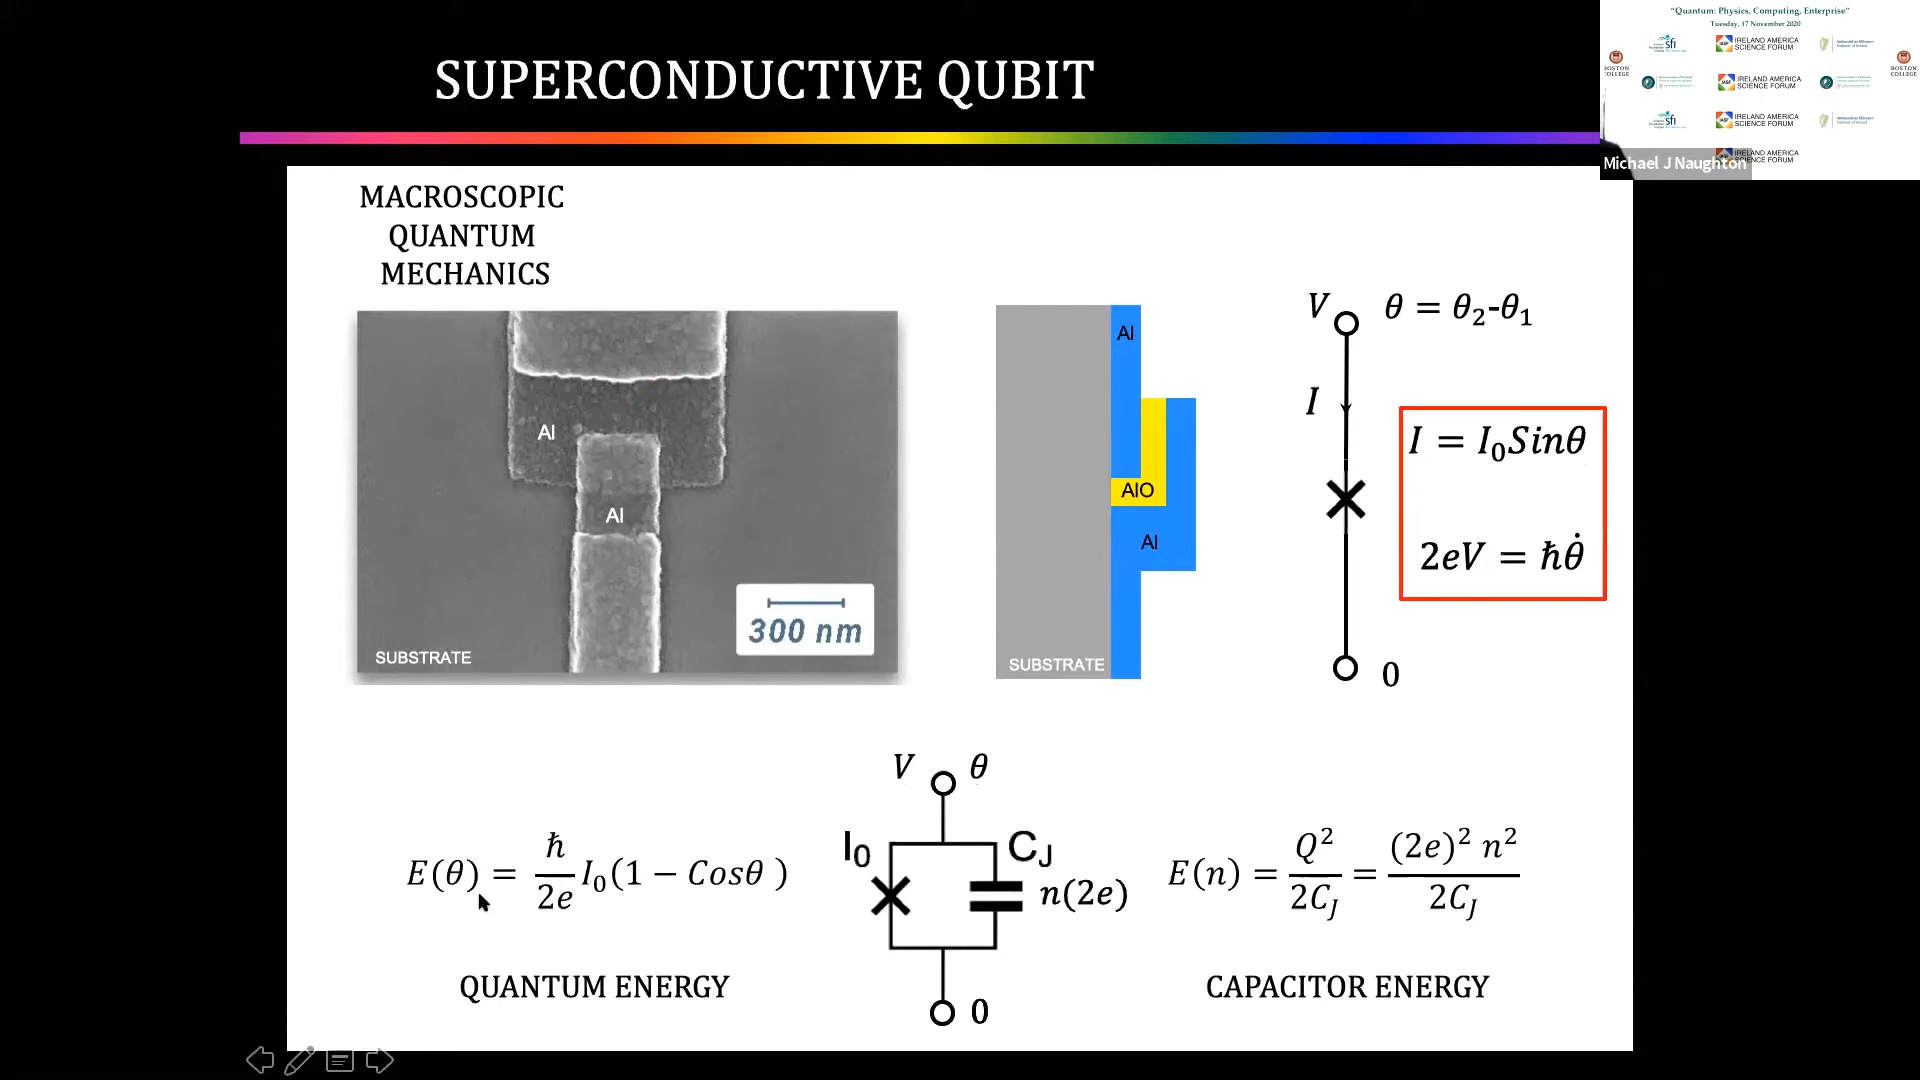 SUPERCONDUCTIVE QUBIT
"Quantum: Physics, Computing, Enterprise"
Tuesday, 17 November 2020
sfi
IRELAND AMERICA
SCIENCE FORUM
BOSTON
COLLEGE
BOSTON
COLLEGE
IRELAND AMERICA
SCIENCE FORUM
sfi
IRELAND AMERICA
SCIENCE FORUM
IRELAND AMERICA
SCIENCE FORUM
Michael J Naughton
MACROSCOPIC
QUANTUM
MECHANICS
Al
Al
300 nm
SUBSTRATE
Al
AlO
Al
SUBSTRATE
V θ = θ₂-θ₁
I
I = I₀Sinθ
2eV = ħθ̇
0
E(θ) = ħ/2e I₀(1 − Cosθ )
QUANTUM ENERGY
V θ
I₀ C_J
n(2e)
0
E(n) = Q²/2C_J = (2e)² n²/2C_J
CAPACITOR ENERGY